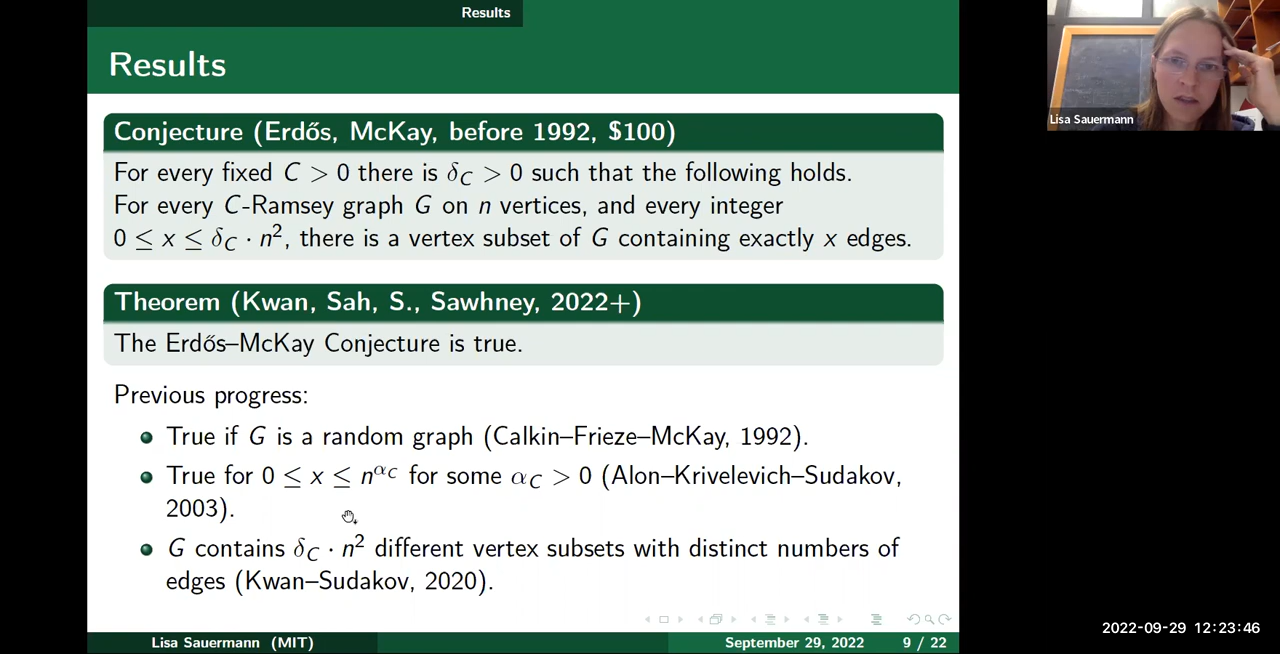 Results
Results
Lisa Sauermann
Conjecture (Erdős, McKay, before 1992, $100)
For every fixed C > 0 there is δ_C > 0 such that the following holds.
For every C-Ramsey graph G on n vertices, and every integer
0 ≤ x ≤ δ_C · n², there is a vertex subset of G containing exactly x edges.
Theorem (Kwan, Sah, S., Sawhney, 2022+)
The Erdős–McKay Conjecture is true.
Previous progress:
True if G is a random graph (Calkin–Frieze–McKay, 1992).
True for 0 ≤ x ≤ n^{α_C} for some α_C > 0 (Alon–Krivelevich–Sudakov,
2003).
G contains δ_C · n² different vertex subsets with distinct numbers of
edges (Kwan–Sudakov, 2020).
Lisa Sauermann (MIT) September 29, 2022 9 / 22
2022-09-29 12:23:46